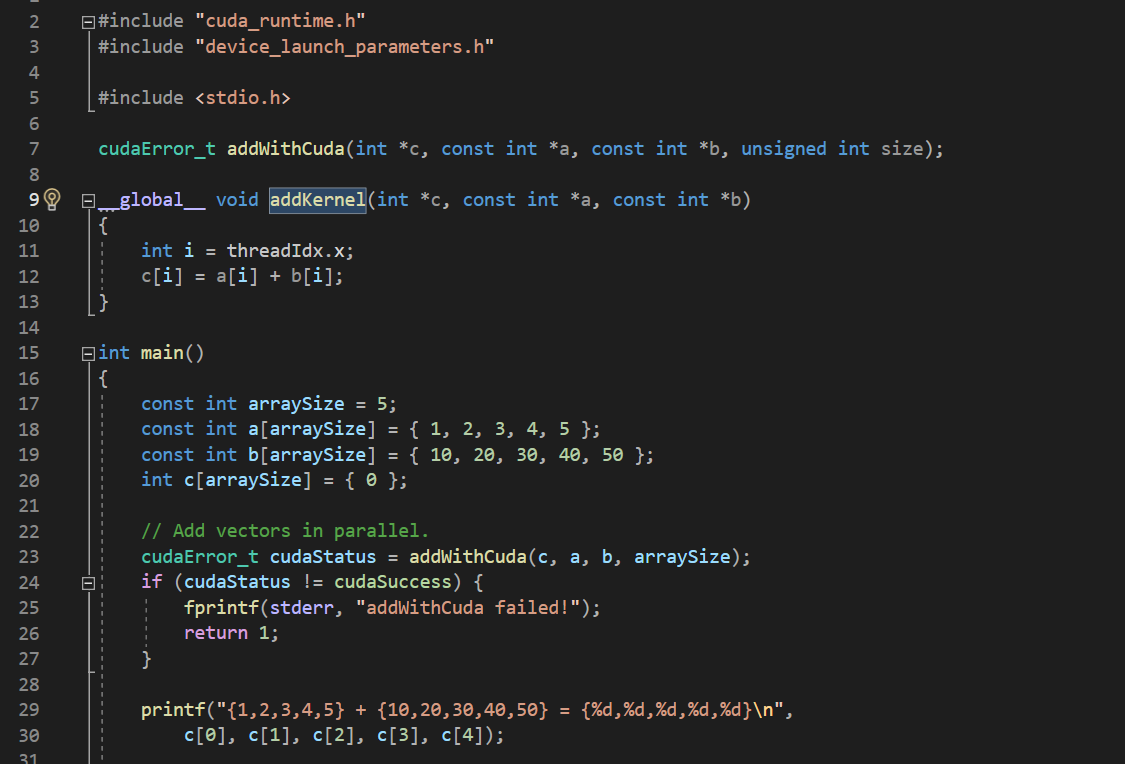 2 #include "cuda_runtime.h"
3 #include "device_launch_parameters.h"
4
5 #include <stdio.h>
6
7 cudaError_t addWithCuda(int *c, const int *a, const int *b, unsigned int size);
8
9 __global__ void addKernel(int *c, const int *a, const int *b)
10 {
11     int i = threadIdx.x;
12     c[i] = a[i] + b[i];
13 }
14
15 int main()
16 {
17     const int arraySize = 5;
18     const int a[arraySize] = { 1, 2, 3, 4, 5 };
19     const int b[arraySize] = { 10, 20, 30, 40, 50 };
20     int c[arraySize] = { 0 };
21
22     // Add vectors in parallel.
23     cudaError_t cudaStatus = addWithCuda(c, a, b, arraySize);
24     if (cudaStatus != cudaSuccess) {
25         fprintf(stderr, "addWithCuda failed!");
26         return 1;
27     }
28
29     printf("{1,2,3,4,5} + {10,20,30,40,50} = {%d,%d,%d,%d,%d}\n",
30         c[0], c[1], c[2], c[3], c[4]);
31